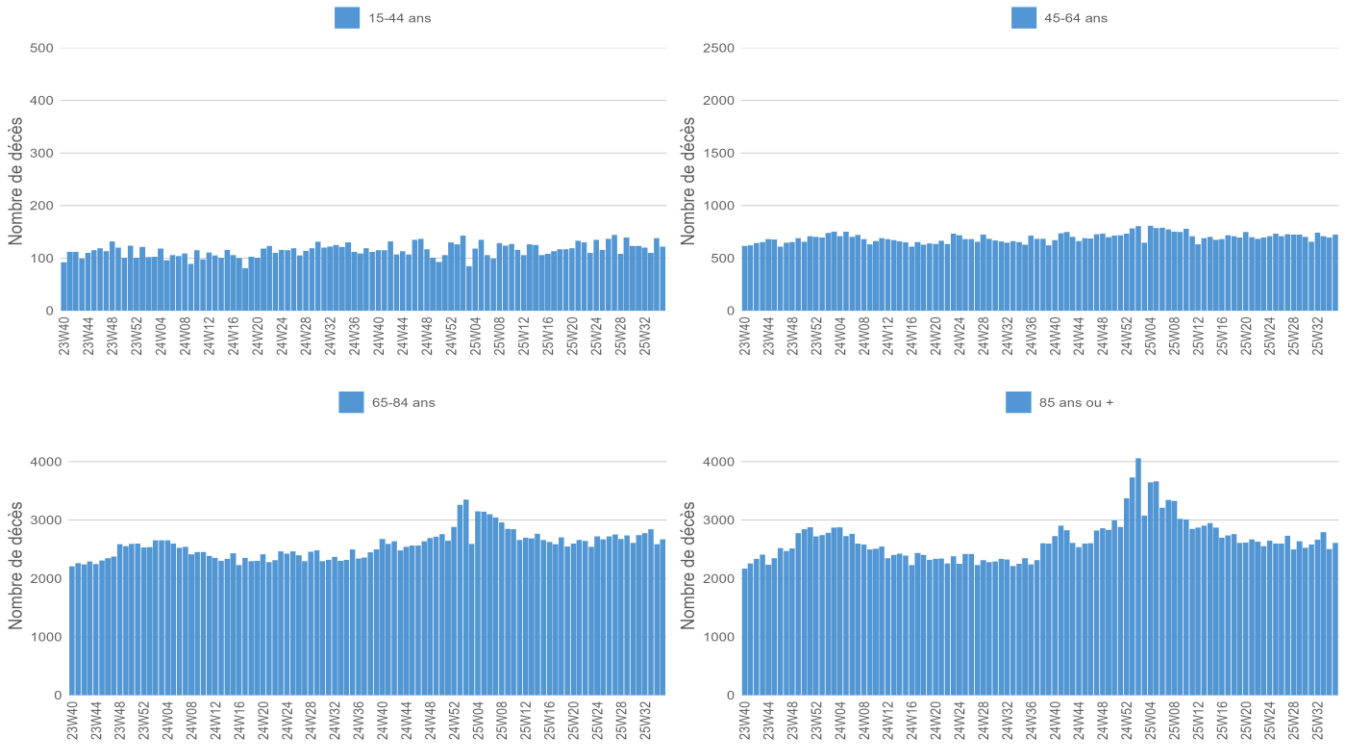 15-44 ans
500
400
300
200
100
0
Nombre de décès
23W40
23W44
23W48
23W52
24W04
24W08
24W12
24W16
24W20
24W24
24W28
24W32
24W36
24W40
24W44
24W48
24W52
25W04
25W08
25W12
25W16
25W20
25W24
25W28
25W32
45-64 ans
2500
2000
1500
1000
500
0
Nombre de décès
23W40
23W44
23W48
23W52
24W04
24W08
24W12
24W16
24W20
24W24
24W28
24W32
24W36
24W40
24W44
24W48
24W52
25W04
25W08
25W12
25W16
25W20
25W24
25W28
25W32
65-84 ans
4000
3000
2000
1000
0
Nombre de décès
23W40
23W44
23W48
23W52
24W04
24W08
24W12
24W16
24W20
24W24
24W28
24W32
24W36
24W40
24W44
24W48
24W52
25W04
25W08
25W12
25W16
25W20
25W24
25W28
25W32
85 ans ou +
4000
3000
2000
1000
0
Nombre de décès
23W40
23W44
23W48
23W52
24W04
24W08
24W12
24W16
24W20
24W24
24W28
24W32
24W36
24W40
24W44
24W48
24W52
25W04
25W08
25W12
25W16
25W20
25W24
25W28
25W32